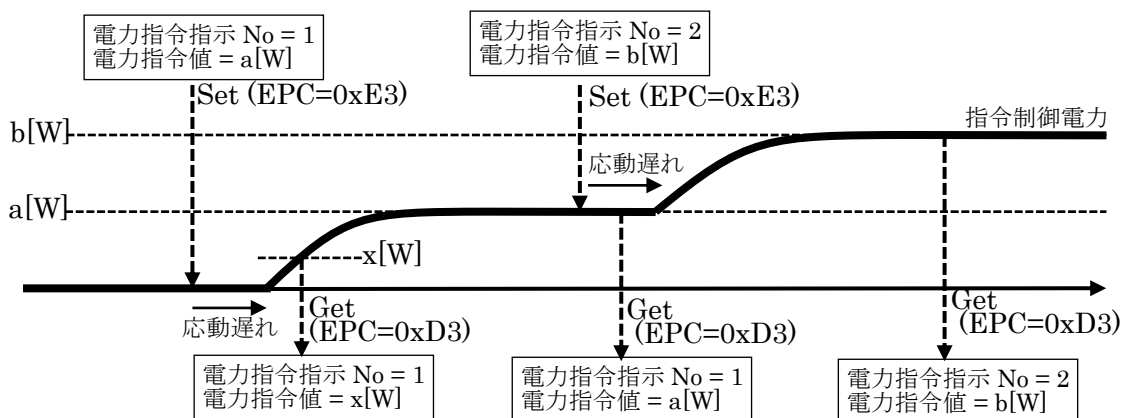 電力指令指示 No = 1
電力指令値 = a[W]
電力指令指示 No = 2
電力指令値 = b[W]
Set (EPC=0xE3)
Set (EPC=0xE3)
b[W]
指令制御電力
応動遅れ
a[W]
x[W]
応動遅れ
Get
(EPC=0xD3)
Get
(EPC=0xD3)
Get
(EPC=0xD3)
電力指令指示 No = 1
電力指令値 = x[W]
電力指令指示 No = 1
電力指令値 = a[W]
電力指令指示 No = 2
電力指令値 = b[W]